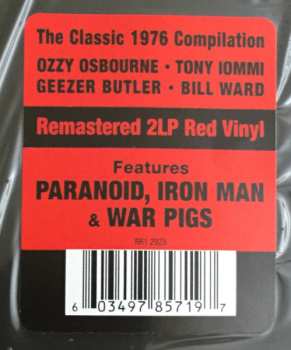 The Classic 1976 Compilation
OZZY OSBOURNE • TONY IOMMI
GEEZER BUTLER • BILL WARD
Remastered 2LP Red Vinyl
Features
PARANOID, IRON MAN
& WAR PIGS
6 03497 85719 7